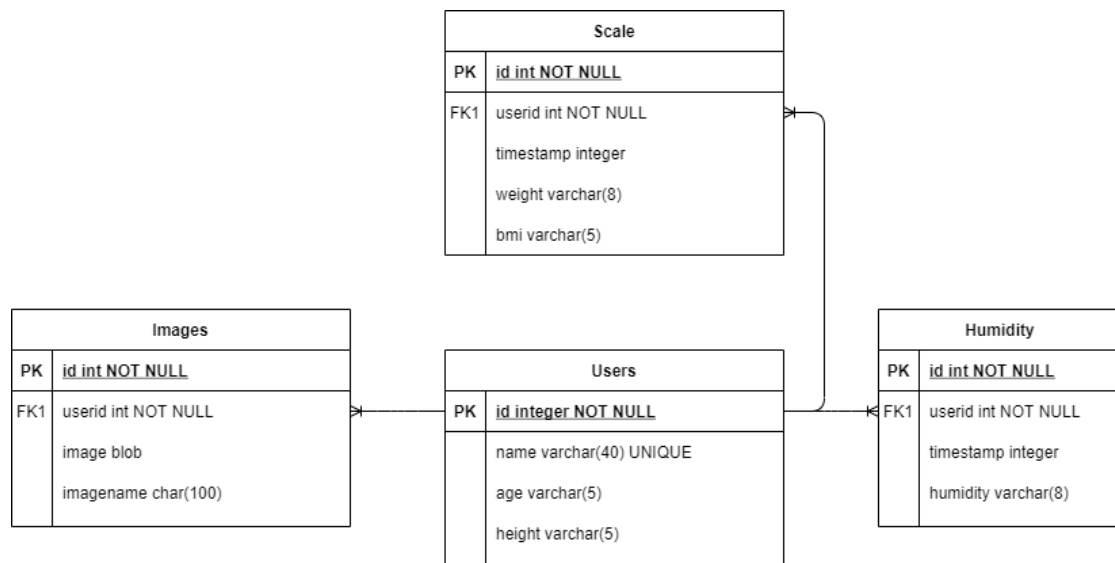 Scale
PK id int NOT NULL
FK1 userid int NOT NULL
timestamp integer
weight varchar(8)
bmi varchar(5)
Images
PK id int NOT NULL
FK1 userid int NOT NULL
image blob
imagename char(100)
Users
PK id integer NOT NULL
name varchar(40) UNIQUE
age varchar(5)
height varchar(5)
Humidity
PK id int NOT NULL
FK1 userid int NOT NULL
timestamp integer
humidity varchar(8)